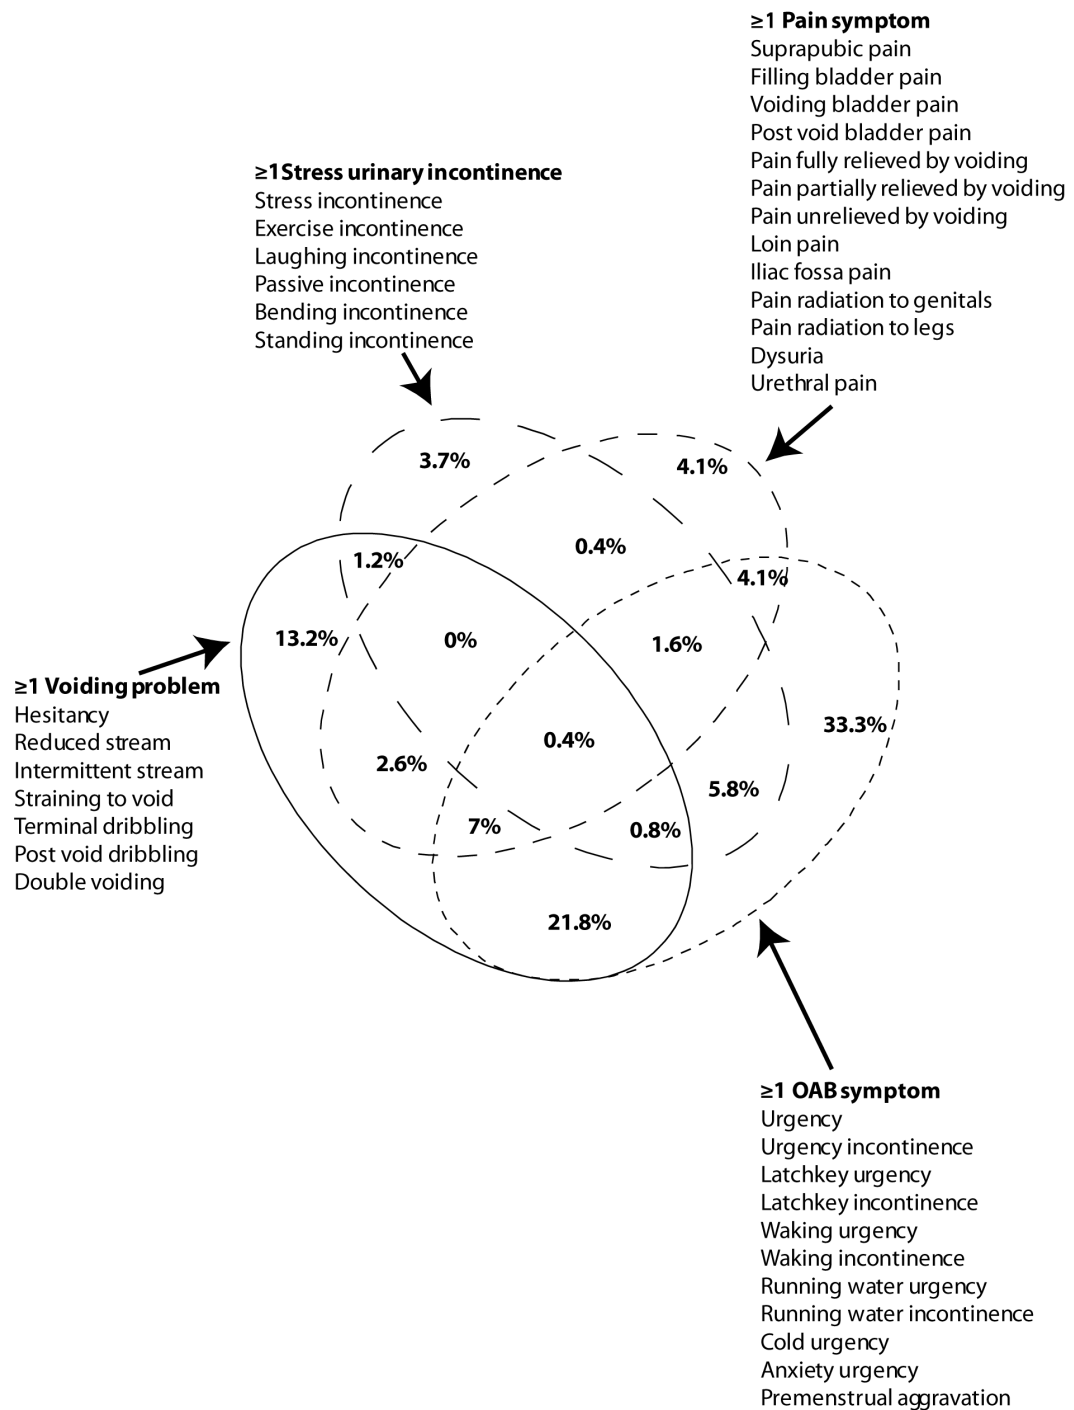 ≥1 Pain symptom
Suprapubic pain
Filling bladder pain
Voiding bladder pain
Post void bladder pain
Pain fully relieved by voiding
Pain partially relieved by voiding
Pain unrelieved by voiding
Loin pain
Iliac fossa pain
Pain radiation to genitals
Pain radiation to legs
Dysuria
Urethral pain
≥1 Stress urinary incontinence
Stress incontinence
Exercise incontinence
Laughing incontinence
Passive incontinence
Bending incontinence
Standing incontinence
3.7%
4.1%
0.4%
1.2%
4.1%
13.2%
0%
1.6%
33.3%
0.4%
2.6%
5.8%
7%
0.8%
21.8%
≥1 Voiding problem
Hesitancy
Reduced stream
Intermittent stream
Straining to void
Terminal dribbling
Post void dribbling
Double voiding
≥1 OAB symptom
Urgency
Urgency incontinence
Latchkey urgency
Latchkey incontinence
Waking urgency
Waking incontinence
Running water urgency
Running water incontinence
Cold urgency
Anxiety urgency
Premenstrual aggravation